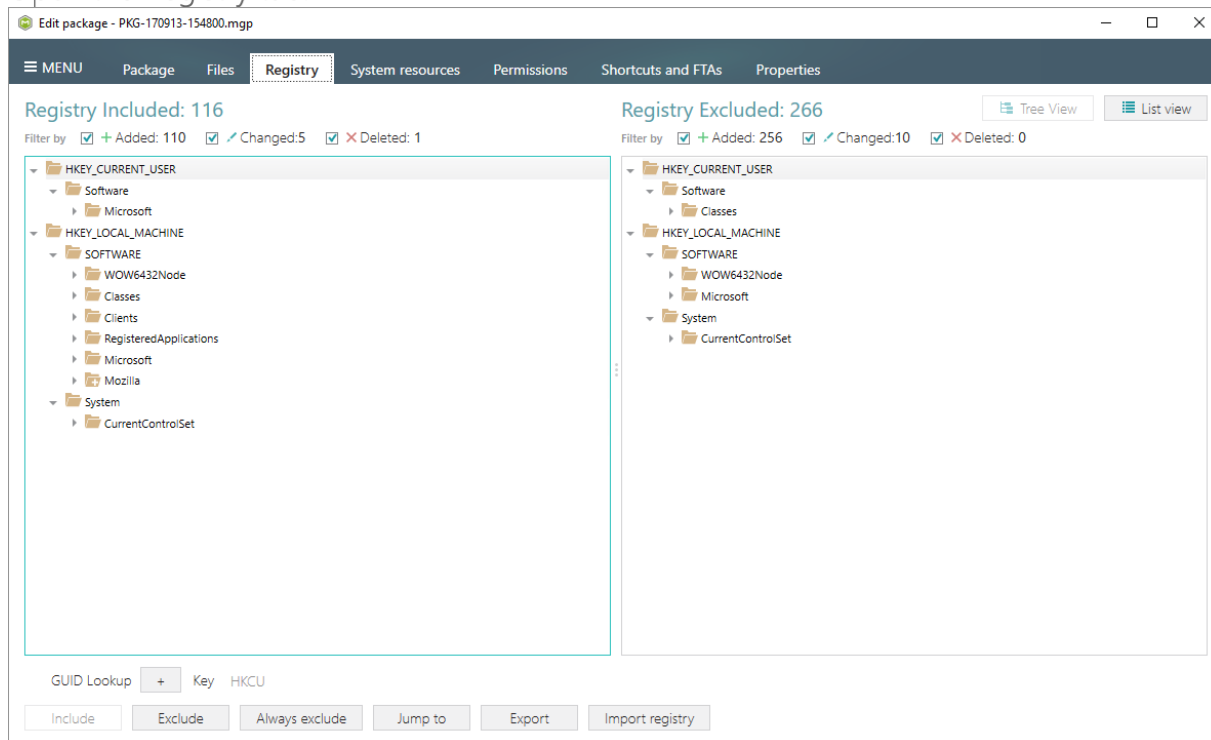 Edit package - PKG-170913-154800.mgp
MENU Package Files Registry System resources Permissions Shortcuts and FTAs Properties
Registry Included: 116
Filter by + Added: 110 Changed:5 Deleted: 1
HKEY_CURRENT_USER
Software
Microsoft
HKEY_LOCAL_MACHINE
SOFTWARE
WOW6432Node
Classes
Clients
RegisteredApplications
Microsoft
Mozilla
System
CurrentControlSet
Registry Excluded: 266
Tree View List view
Filter by + Added: 256 Changed:10 Deleted: 0
HKEY_CURRENT_USER
Software
Classes
HKEY_LOCAL_MACHINE
SOFTWARE
WOW6432Node
Microsoft
System
CurrentControlSet
GUID Lookup + Key HKCU
Include Exclude Always exclude Jump to Export Import registry